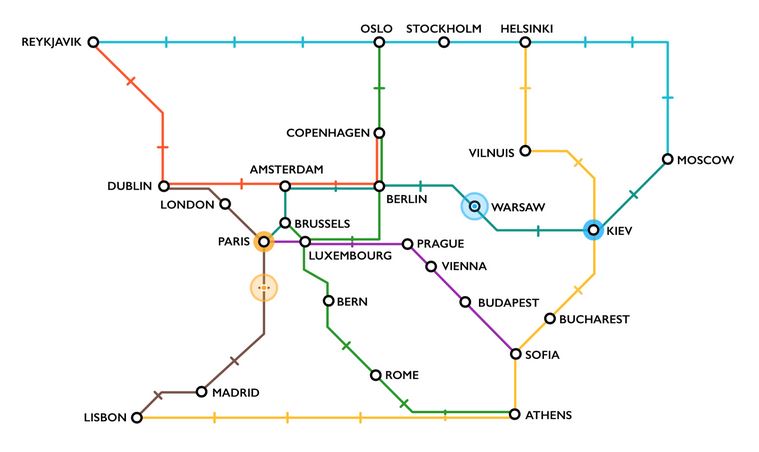 OSLO STOCKHOLM HELSINKI
REYKJAVIK
COPENHAGEN
VILNUIS
MOSCOW
AMSTERDAM
DUBLIN
BERLIN
LONDON
WARSAW
BRUSSELS
KIEV
PARIS
PRAGUE
LUXEMBOURG
VIENNA
BERN
BUDAPEST
BUCHAREST
SOFIA
ROME
MADRID
LISBON
ATHENS